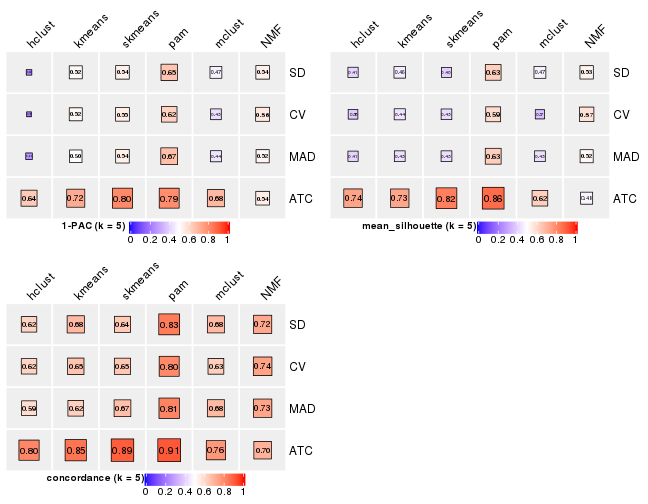 hclust kmeans skmeans pam mclust NMF
0.52 0.54 0.65 0.47 0.54 SD
0.52 0.55 0.62 0.56 CV
0.50 0.54 0.67 0.44 0.52 MAD
0.64 0.72 0.80 0.79 0.68 0.54 ATC
1-PAC (k = 5)
0 0.2 0.4 0.6 0.8 1
hclust kmeans skmeans pam mclust NMF
0.63 0.47 0.53 SD
0.44 0.59 0.57 CV
0.63 0.52 MAD
0.74 0.73 0.82 0.86 0.62 ATC
mean_silhouette (k = 5)
0 0.2 0.4 0.6 0.8 1
hclust kmeans skmeans pam mclust NMF
0.62 0.68 0.64 0.83 0.68 0.72 SD
0.62 0.65 0.65 0.80 0.63 0.74 CV
0.59 0.62 0.67 0.81 0.68 0.73 MAD
0.80 0.85 0.89 0.91 0.76 0.70 ATC
concordance (k = 5)
0 0.2 0.4 0.6 0.8 1